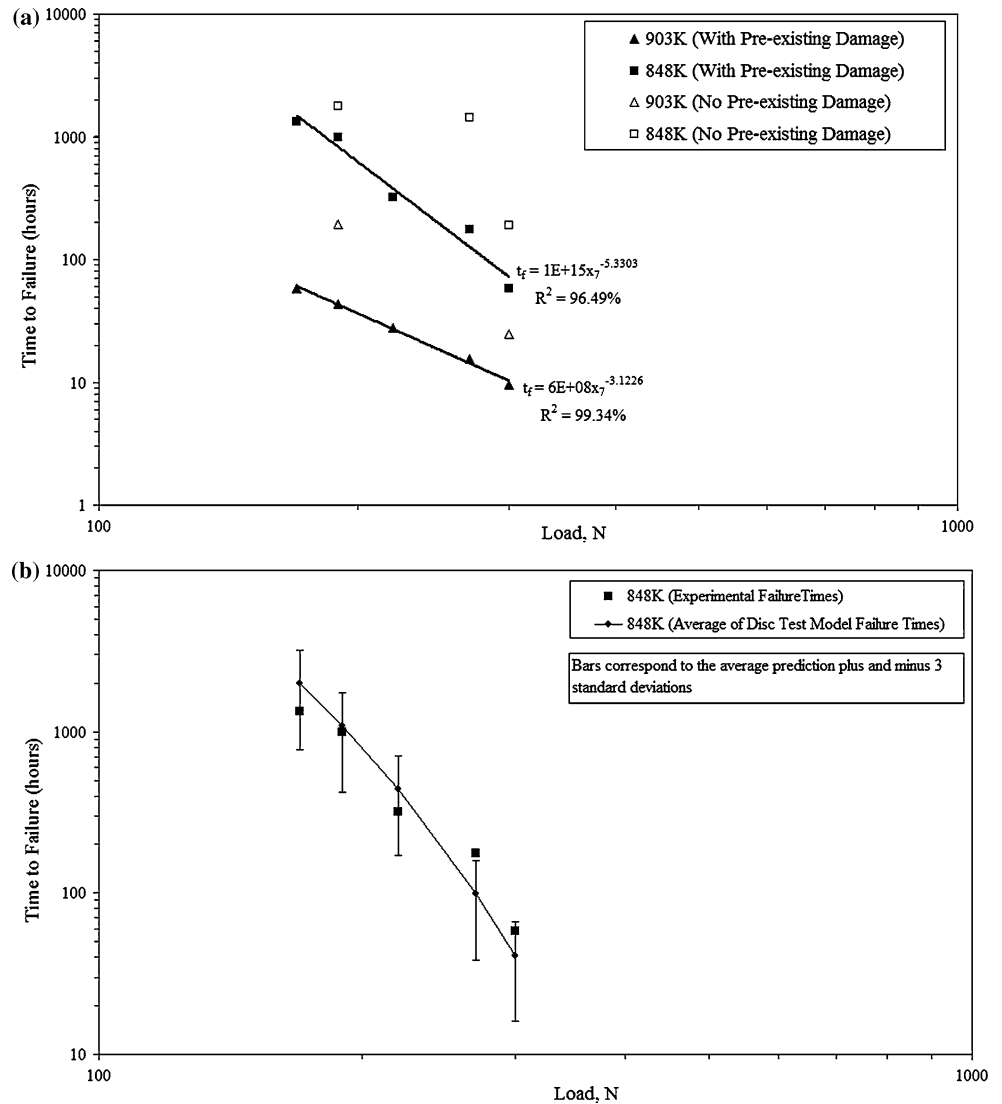 (a)
10000
1000
100
10
1
Time to Failure (hours)
903K (With Pre-existing Damage)
848K (With Pre-existing Damage)
903K (No Pre-existing Damage)
848K (No Pre-existing Damage)
t_f = 1E+15x_7^-5.3303
R^2 = 96.49%
t_f = 6E+08x_7^-3.1226
R^2 = 99.34%
100
1000
Load, N
(b)
10000
1000
100
10
Time to Failure (hours)
848K (Experimental FailureTimes)
848K (Average of Disc Test Model Failure Times)
Bars correspond to the average prediction plus and minus 3
standard deviations
100
1000
Load, N